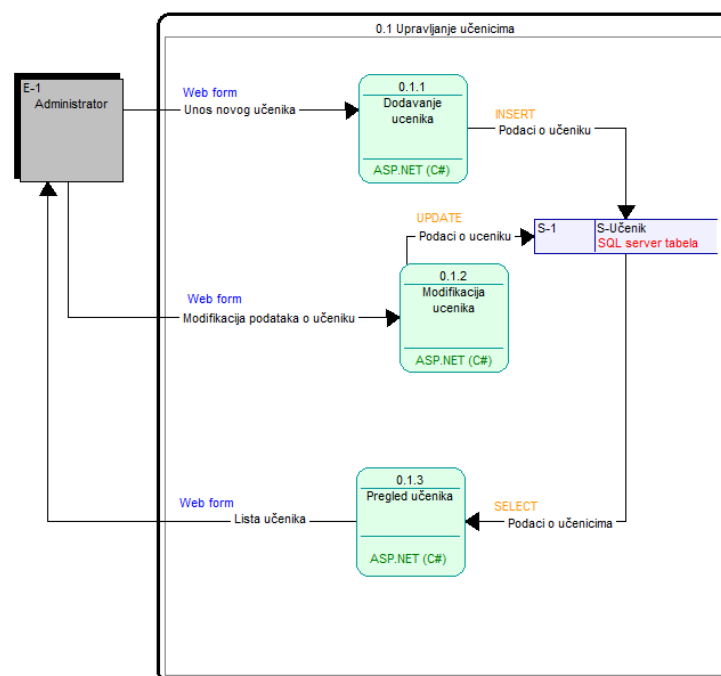 0.1 Upravljanje učenicima
E-1
Administrator
Web form
Unos novog učenika
0.1.1
Dodavanje
ucenika
ASP.NET (C#)
INSERT
Podaci o učeniku
UPDATE
Podaci o uceniku
S-1
S-Učenik
SQL server tabela
0.1.2
Modifikacija
ucenika
ASP.NET (C#)
Web form
Modifikacija podataka o učeniku
0.1.3
Pregled učenika
ASP.NET (C#)
Web form
Lista učenika
SELECT
Podaci o učenicima